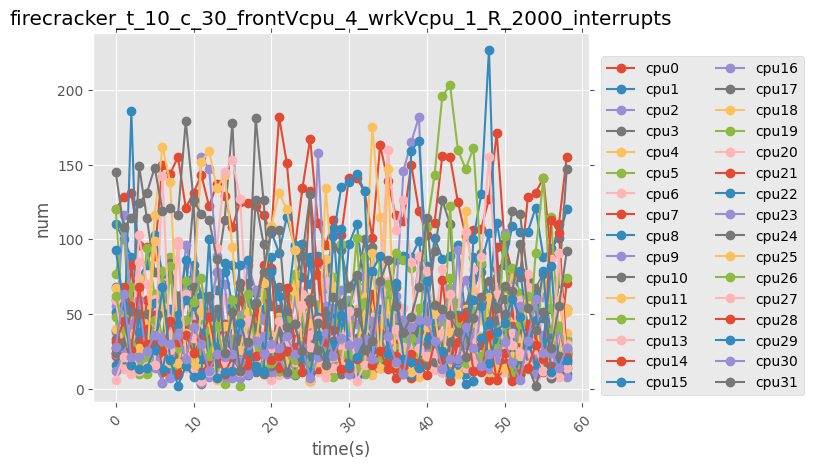 firecracker_t_10_c_30_frontVcpu_4_wrkVcpu_1_R_2000_interrupts
num
200
150
100
50
0
0
10
20
30
40
50
60
time(s)
cpu0
cpu1
cpu2
cpu3
cpu4
cpu5
cpu6
cpu7
cpu8
cpu9
cpu10
cpu11
cpu12
cpu13
cpu14
cpu15
cpu16
cpu17
cpu18
cpu19
cpu20
cpu21
cpu22
cpu23
cpu24
cpu25
cpu26
cpu27
cpu28
cpu29
cpu30
cpu31